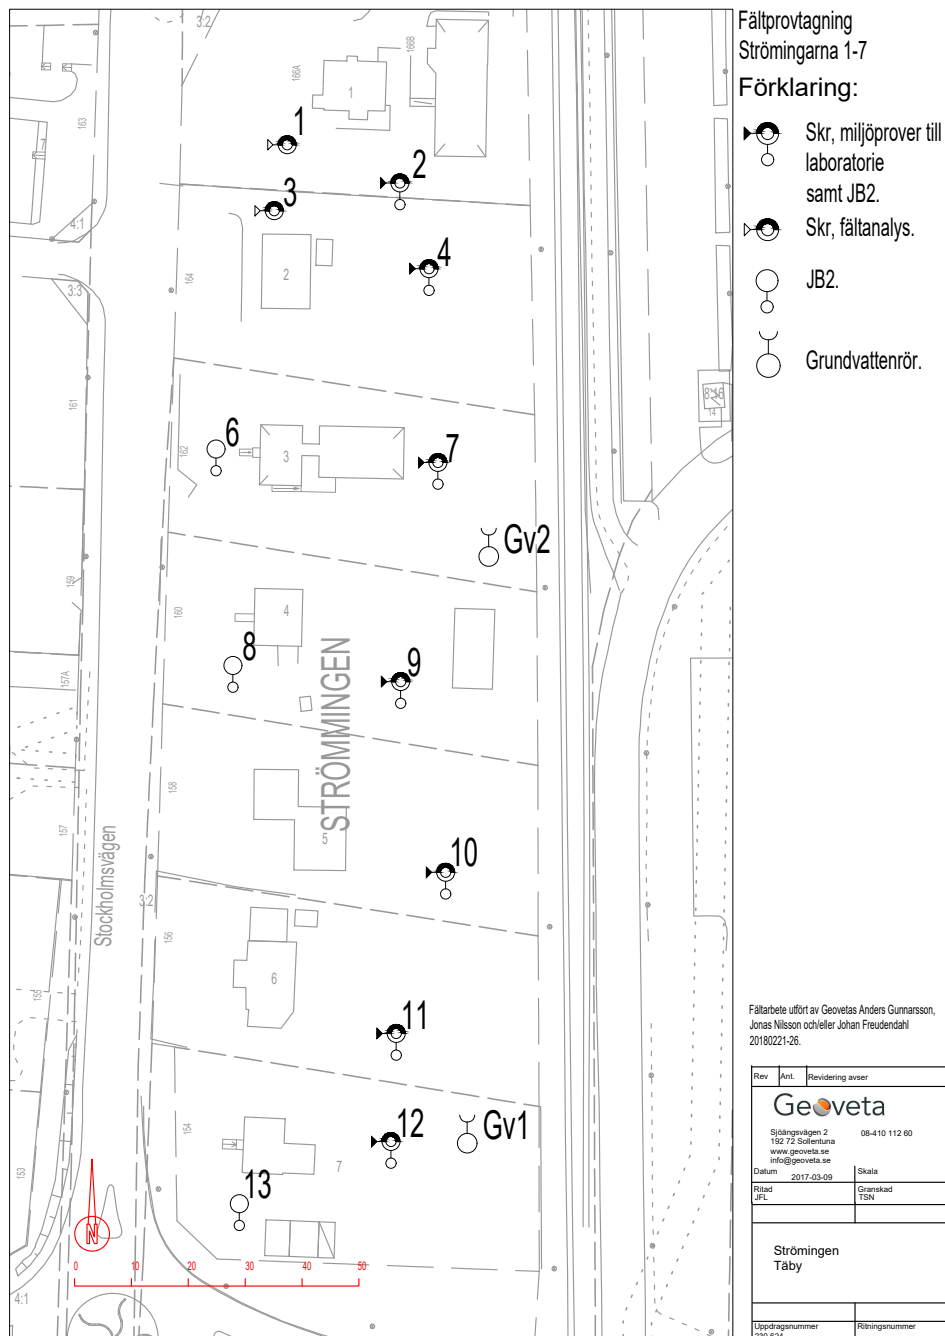 Fältprovtagning
Strömingarna 1-7
Förklaring:
Skr, miljöprover till
laboratorie
samt JB2.
Skr, fältanalys.
JB2.
Grundvattenrör.
3:2
166A
166B
1
163
7
1
2
3
4:1
4
2
164
3:3
161
162
6
3
7
14
Gv2
159
160
4
8
9
157A
STRÖMMINGEN
158
5
157
Stockholmsvägen
10
3:2
156
6
155
11
154
12
Gv1
7
153
13
N
0 10 20 30 40 50
4:1
Fältarbete utfört av Geovetas Anders Gunnarsson,
Jonas Nilsson och/eller Johan Freudendahl
20180221-26.
Rev Ant. Revidering avser
Geoveta
Sjöängsvägen 2 08-410 112 60
192 72 Sollentuna
www.geoveta.se
info@geoveta.se
Datum Skala
2017-03-09
Ritad Granskad
JFL TSN
Strömingen
Täby
Uppdragsnummer Ritningsnummer